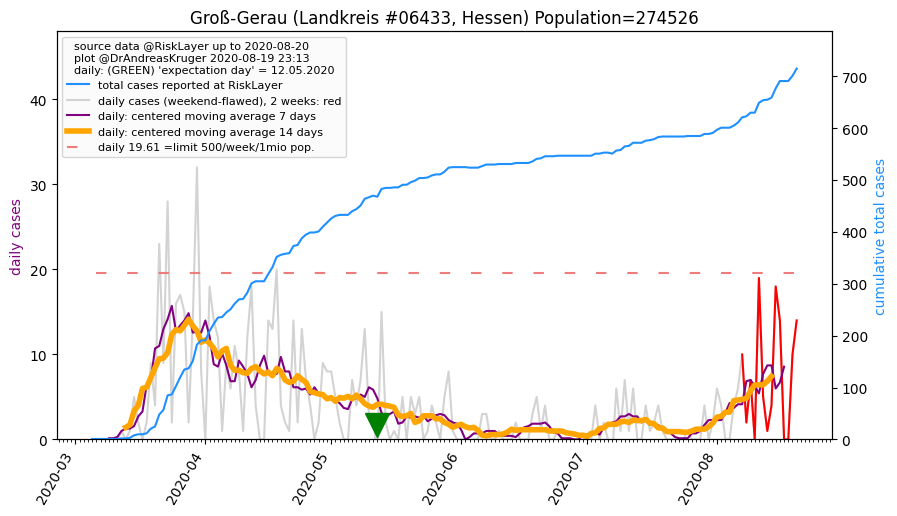 Groß-Gerau (Landkreis #06433, Hessen) Population=274526
source data @RiskLayer up to 2020-08-20
plot @DrAndreasKruger 2020-08-19 23:13
daily: (GREEN) 'expectation day' = 12.05.2020
total cases reported at RiskLayer
daily cases (weekend-flawed), 2 weeks: red
daily: centered moving average 7 days
daily: centered moving average 14 days
daily 19.61 =limit 500/week/1mio pop.
daily cases
40
30
20
10
0
cumulative total cases
700
600
500
400
300
200
100
0
2020-03
2020-04
2020-05
2020-06
2020-07
2020-08